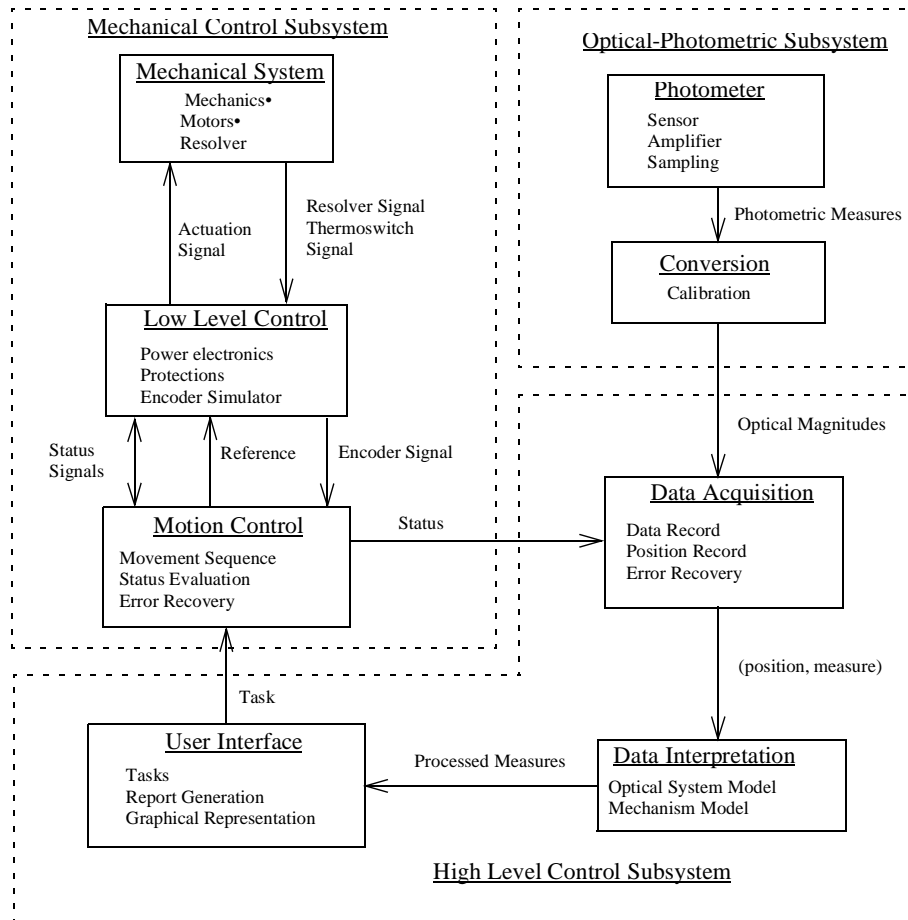 Mechanical Control Subsystem
Mechanical System
Mechanics•
Motors•
Resolver
Actuation
Signal
Resolver Signal
Thermoswitch
Signal
Low Level Control
Power electronics
Protections
Encoder Simulator
Status
Signals
Reference
Encoder Signal
Motion Control
Movement Sequence
Status Evaluation
Error Recovery
Status
Optical-Photometric Subsystem
Photometer
Sensor
Amplifier
Sampling
Photometric Measures
Conversion
Calibration
Optical Magnitudes
Data Acquisition
Data Record
Position Record
Error Recovery
(position, measure)
Task
User Interface
Tasks
Report Generation
Graphical Representation
Processed Measures
Data Interpretation
Optical System Model
Mechanism Model
High Level Control Subsystem